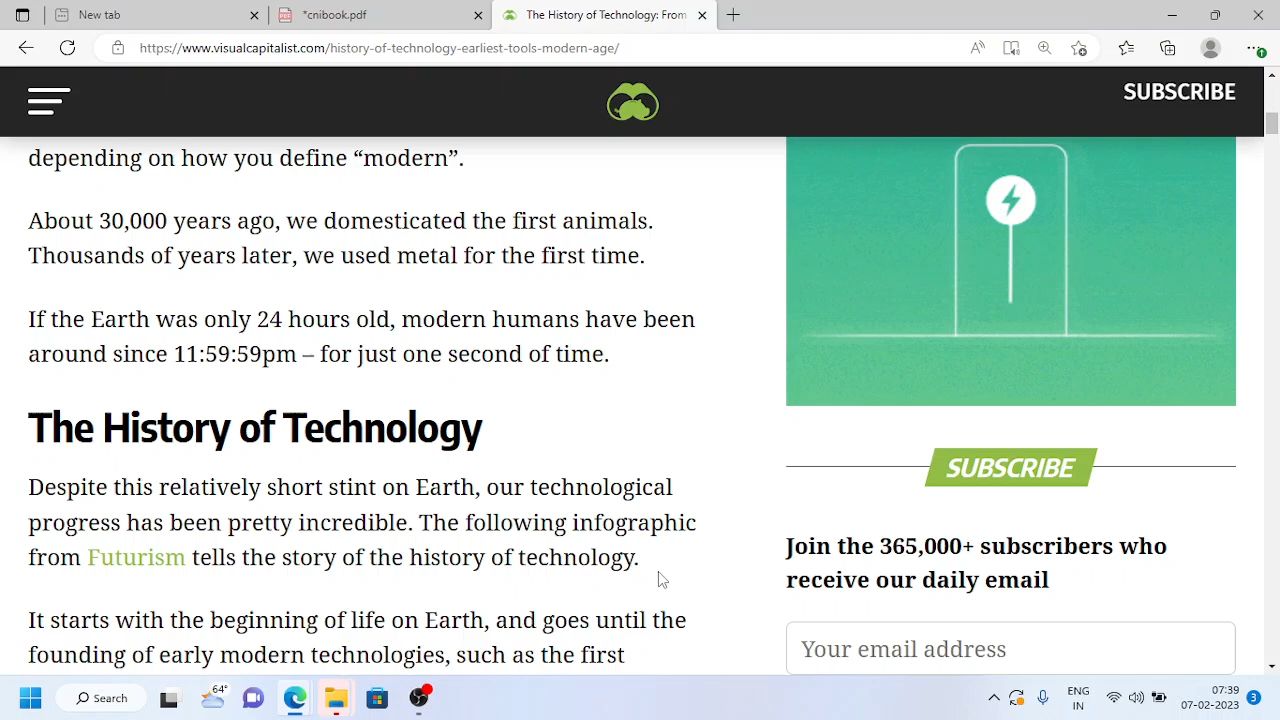 New tab
*cnibook.pdf
The History of Technology: From
https://www.visualcapitalist.com/history-of-technology-earliest-tools-modern-age/
SUBSCRIBE
depending on how you define “modern”.
About 30,000 years ago, we domesticated the first animals.
Thousands of years later, we used metal for the first time.
If the Earth was only 24 hours old, modern humans have been
around since 11:59:59pm – for just one second of time.
The History of Technology
Despite this relatively short stint on Earth, our technological
progress has been pretty incredible. The following infographic
from Futurism tells the story of the history of technology.
It starts with the beginning of life on Earth, and goes until the
founding of early modern technologies, such as the first
SUBSCRIBE
Join the 365,000+ subscribers who
receive our daily email
Your email address
Search
64°
ENG
IN
07:39
07-02-2023
3